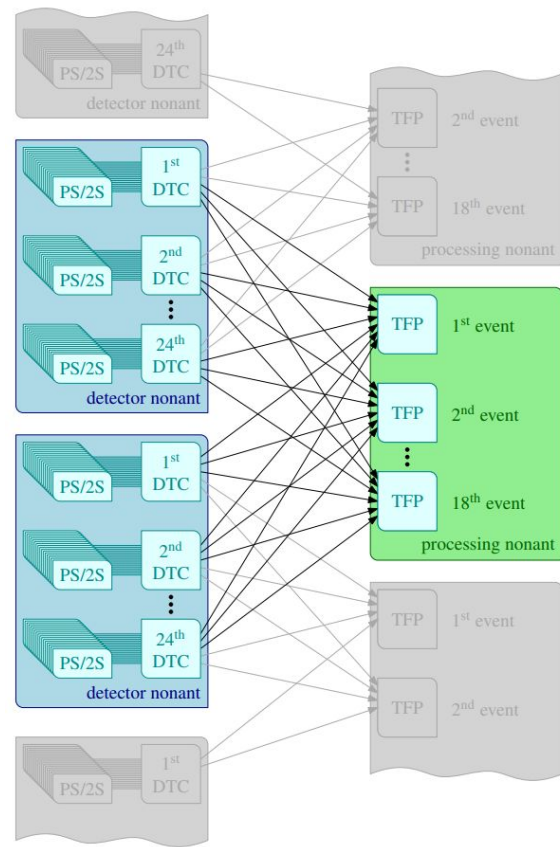 24th
PS/2S DTC
detector nonant
1st
PS/2S DTC
2nd
PS/2S DTC
24th
PS/2S DTC
detector nonant
1st
PS/2S DTC
2nd
PS/2S DTC
24th
PS/2S DTC
detector nonant
1st
PS/2S DTC
TFP 2nd event
TFP 18th event
processing nonant
TFP 1st event
TFP 2nd event
TFP 18th event
processing nonant
TFP 1st event
TFP 2nd event